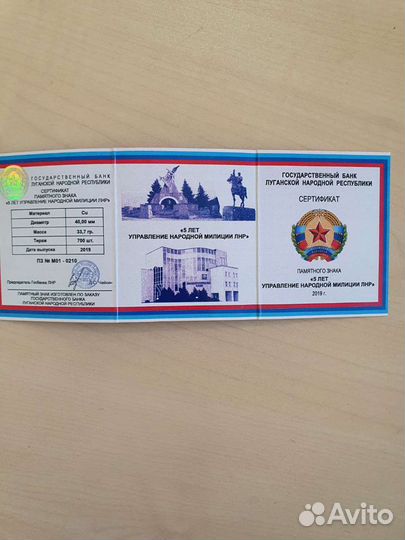 ГОСУДАРСТВЕННЫЙ БАНК
ЛУГАНСКОЙ НАРОДНОЙ РЕСПУБЛИКИ
СЕРТИФИКАТ
ПАМЯТНОГО ЗНАКА
«5 ЛЕТ УПРАВЛЕНИЕ НАРОДНОЙ МИЛИЦИИ ЛНР»
Материал Cu
Диаметр 40,00 мм
Масса 33,7 гр.
Тираж 700 шт.
Дата выпуска 2019
ПЗ № М01 - 0210
Председатель Госбанка ЛНР
ПАМЯТНЫЙ ЗНАК ИЗГОТОВЛЕН ПО ЗАКАЗУ
ГОСУДАРСТВЕННОГО БАНКА
ЛУГАНСКОЙ НАРОДНОЙ РЕСПУБЛИКИ
«5 ЛЕТ
УПРАВЛЕНИЕ НАРОДНОЙ МИЛИЦИИ ЛНР»
ГОСУДАРСТВЕННЫЙ БАНК
ЛУГАНСКОЙ НАРОДНОЙ РЕСПУБЛИКИ
СЕРТИФИКАТ
ПАМЯТНОГО ЗНАКА
«5 ЛЕТ
УПРАВЛЕНИЕ НАРОДНОЙ МИЛИЦИИ ЛНР»
2019 г.
Avito